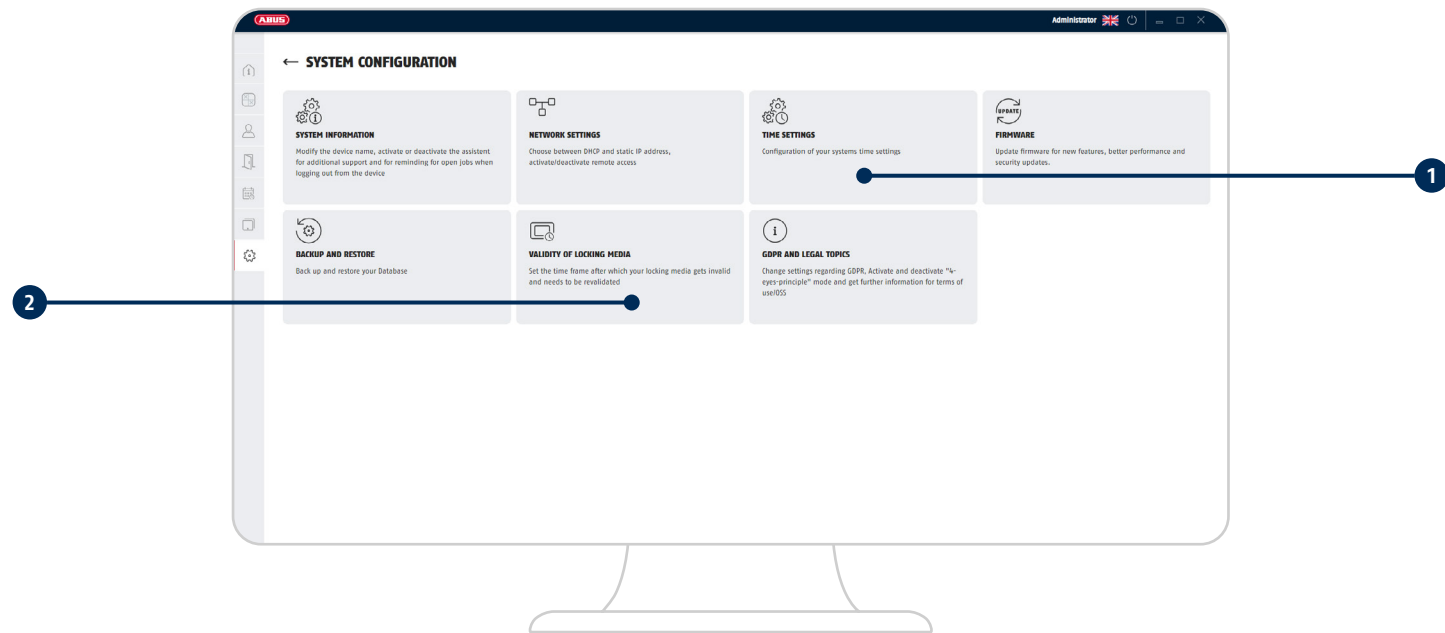 ABUS
Administrator
← SYSTEM CONFIGURATION
SYSTEM INFORMATION
Modify the device name, activate or deactivate the assistent
for additional support and for reminding for open jobs when
logging out from the device
NETWORK SETTINGS
Choose between DHCP and static IP address,
activate/deactivate remote access
TIME SETTINGS
Configuration of your systems time settings
UPDATE
FIRMWARE
Update firmware for new features, better performance and
security updates.
1
BACKUP AND RESTORE
Back up and restore your Database
VALIDITY OF LOCKING MEDIA
Set the time frame after which your locking media gets invalid
and needs to be revalidated
GDPR AND LEGAL TOPICS
Change settings regarding GDPR, Activate and deactivate "4-
eyes-principle" mode and get further information for terms of
use/OSS
2